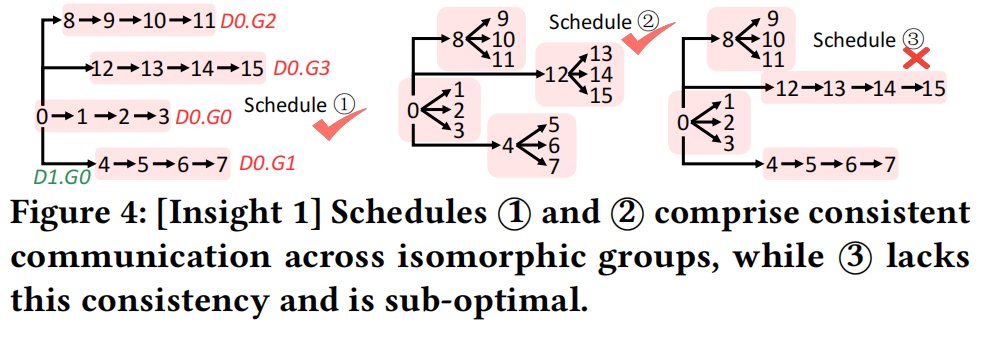 8 → 9 → 10 → 11 D0.G2
12 → 13 → 14 → 15 D0.G3
0 → 1 → 2 → 3 D0.G0
Schedule ①
4 → 5 → 6 → 7 D0.G1
D1.G0
Schedule ②
8
9
10
11
12
13
14
15
0
1
2
3
4
5
6
7
Schedule ③
8
9
10
11
12 → 13 → 14 → 15
0
1
2
3
4 → 5 → 6 → 7
Figure 4: [Insight 1] Schedules ① and ② comprise consistent
communication across isomorphic groups, while ③ lacks
this consistency and is sub-optimal.